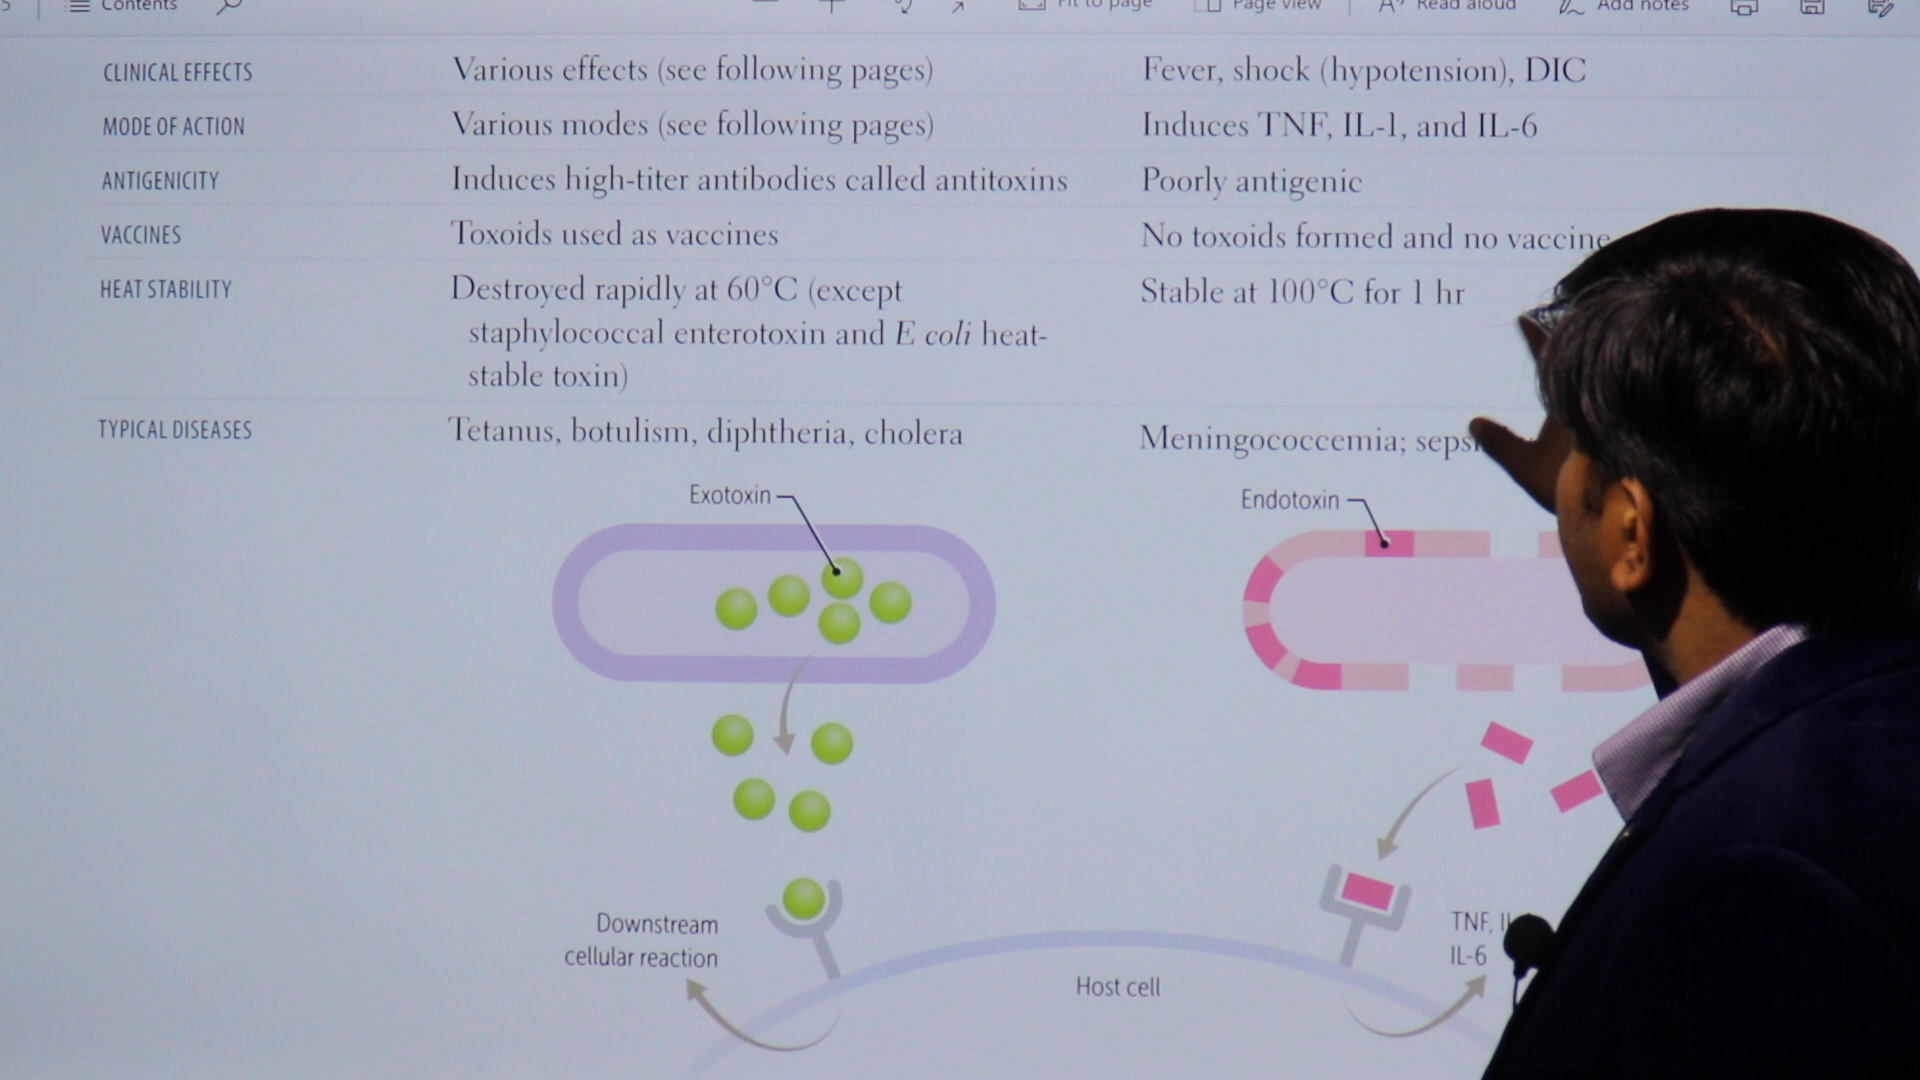 5 Contents Fit to page Page view Read aloud Add notes
CLINICAL EFFECTS Various effects (see following pages) Fever, shock (hypotension), DIC
MODE OF ACTION Various modes (see following pages) Induces TNF, IL-1, and IL-6
ANTIGENICITY Induces high-titer antibodies called antitoxins Poorly antigenic
VACCINES Toxoids used as vaccines No toxoids formed and no vaccine
HEAT STABILITY Destroyed rapidly at 60°C (except Stable at 100°C for 1 hr
staphylococcal enterotoxin and E coli heat-
stable toxin)
TYPICAL DISEASES Tetanus, botulism, diphtheria, cholera Meningococcemia;
Exotoxin Endotoxin
Downstream TNF,
cellular reaction IL-6
Host cell